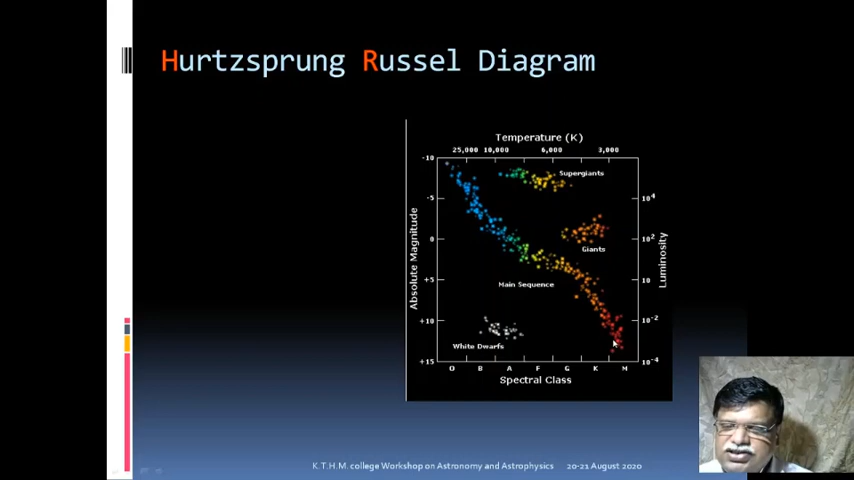 Hurtzsprung Russel Diagram
Temperature (K)
25,000 10,000 6,000 3,000
-10
Supergiants
-5
10⁴
0
10²
Giants
Absolute Magnitude
Luminosity
+5
10
Main Sequence
+10
10⁻²
White Dwarfs
+15
10⁻⁴
O B A F G K M
Spectral Class
K.T.H.M. college Workshop on Astronomy and Astrophysics 20-21 August 2020